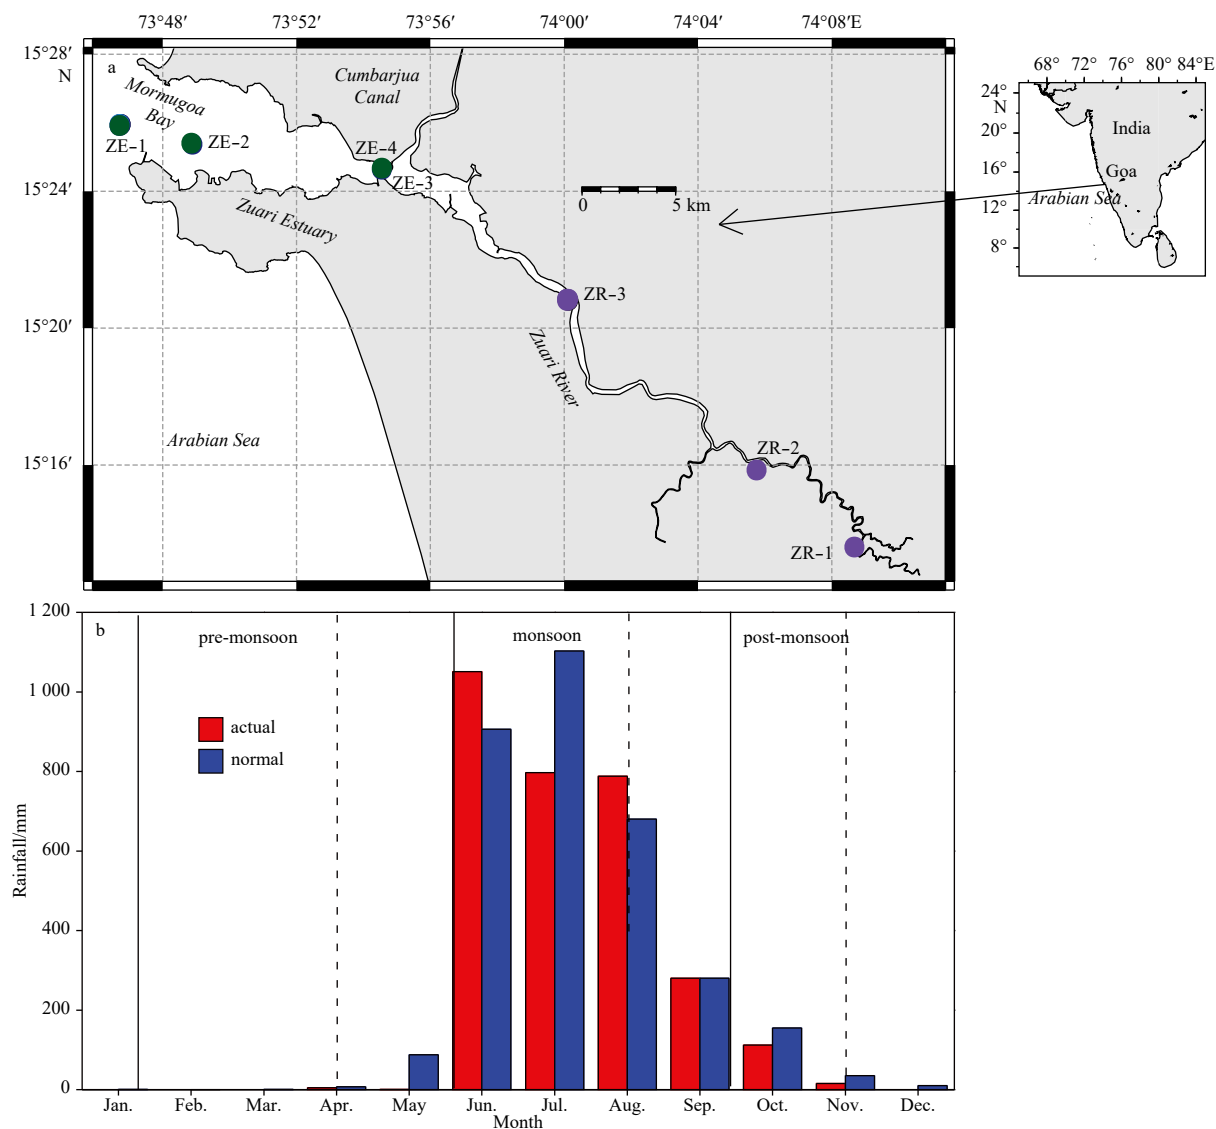 73°48′ 73°52′ 73°56′ 74°00′ 74°04′ 74°08′E
15°28′
N
15°24′
15°20′
15°16′
a
Mormugoa
Bay
Cumbarjua
Canal
ZE-1
ZE-2
ZE-4
ZE-3
Zuari Estuary
0 5 km
ZR-3
Zuari River
Arabian Sea
ZR-2
ZR-1
68° 72° 76° 80° 84°E
24°
N
20°
16°
12°
8°
India
Goa
Arabian Sea
b
pre-monsoon monsoon post-monsoon
actual
normal
1 200
1 000
800
600
400
200
0
Rainfall/mm
Jan. Feb. Mar. Apr. May Jun. Jul. Aug. Sep. Oct. Nov. Dec.
Month